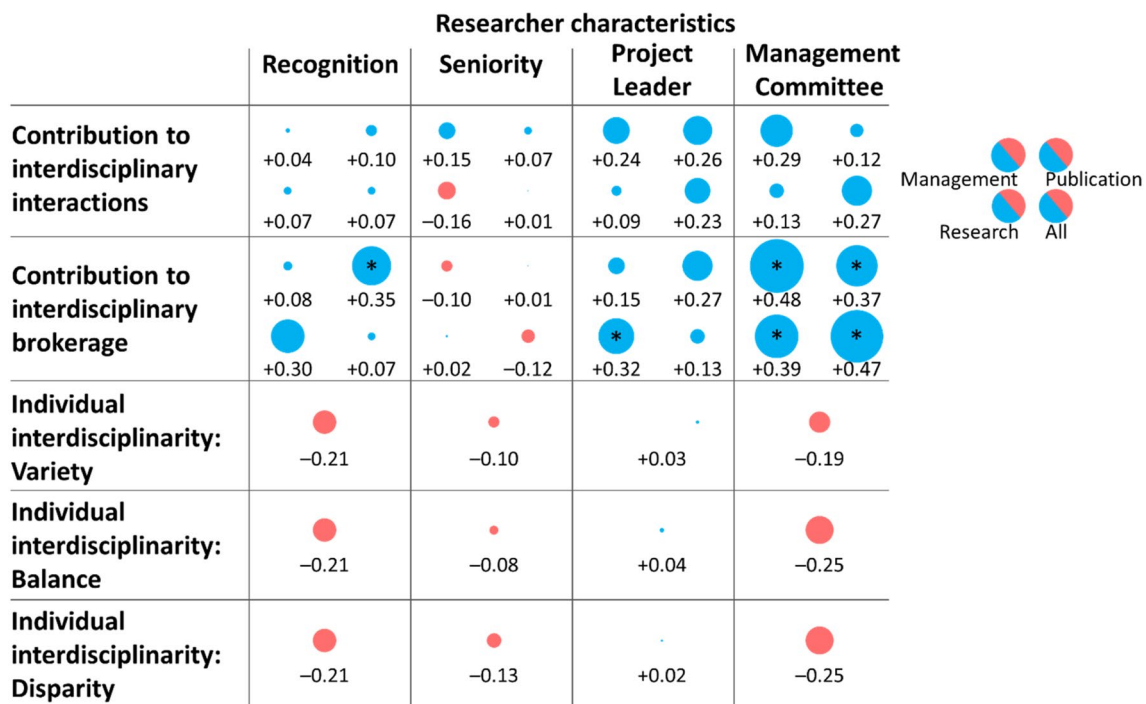 Researcher characteristics
Recognition Seniority Project Leader Management Committee
Contribution to interdisciplinary interactions
+0.04 +0.10 +0.15 +0.07 +0.24 +0.26 +0.29 +0.12
+0.07 +0.07 −0.16 +0.01 +0.09 +0.23 +0.13 +0.27
Management Publication
Research All
Contribution to interdisciplinary brokerage
* * *
+0.08 +0.35 −0.10 +0.01 +0.15 +0.27 +0.48 +0.37
* * *
+0.30 +0.07 +0.02 −0.12 +0.32 +0.13 +0.39 +0.47
Individual interdisciplinarity: Variety
−0.21 −0.10 +0.03 −0.19
Individual interdisciplinarity: Balance
−0.21 −0.08 +0.04 −0.25
Individual interdisciplinarity: Disparity
−0.21 −0.13 +0.02 −0.25